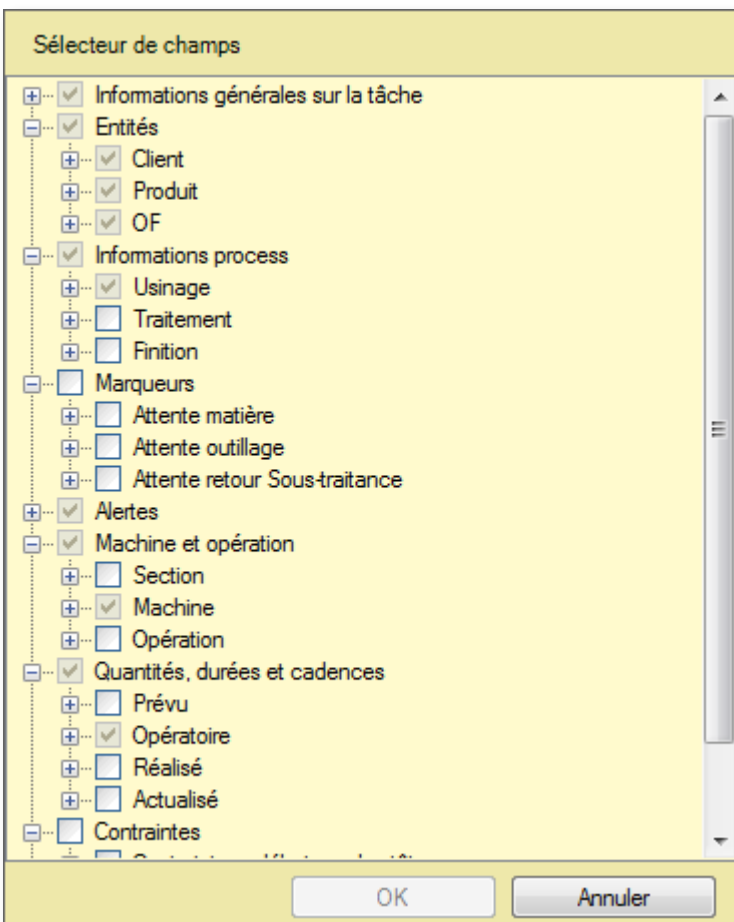 Sélecteur de champs
Informations générales sur la tâche
Entités
Client
Produit
OF
Informations process
Usinage
Traitement
Finition
Marqueurs
Attente matière
Attente outillage
Attente retour Sous-traitance
Alertes
Machine et opération
Section
Machine
Opération
Quantités, durées et cadences
Prévu
Opératoire
Réalisé
Actualisé
Contraintes
OK
Annuler